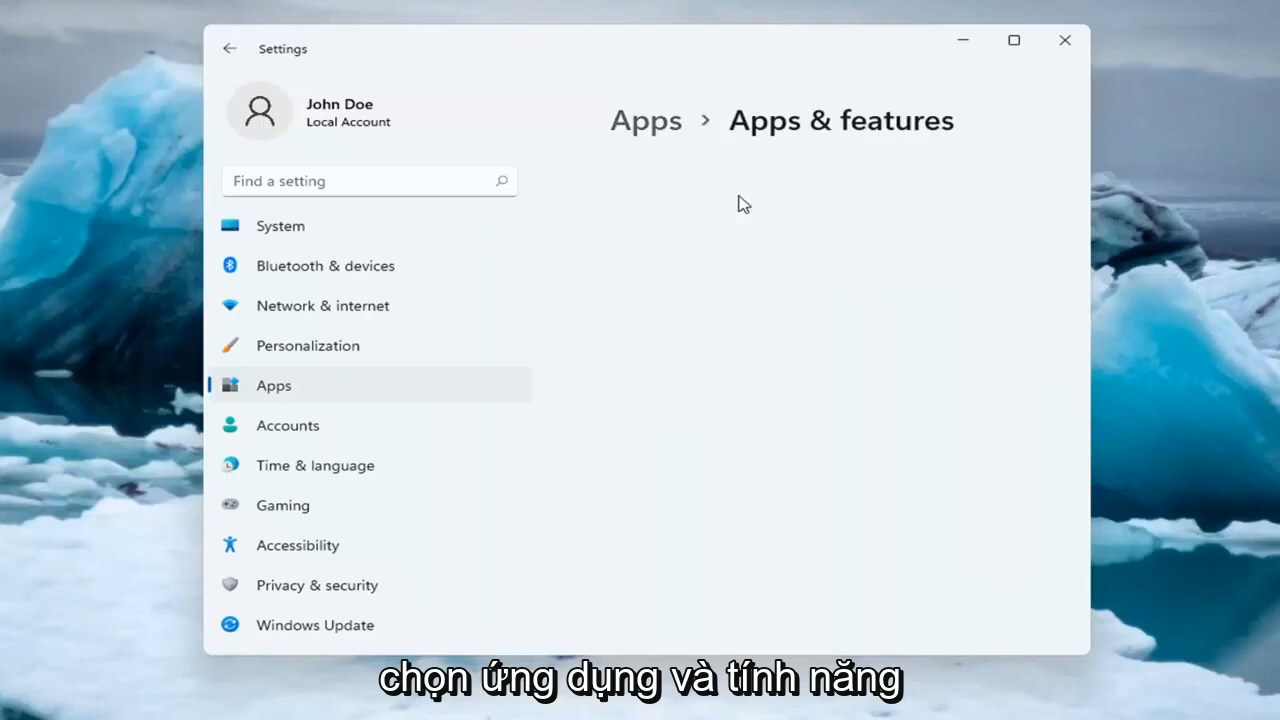 Settings
John Doe
Local Account
Find a setting
System
Bluetooth & devices
Network & internet
Personalization
Apps
Accounts
Time & language
Gaming
Accessibility
Privacy & security
Windows Update
Apps > Apps & features
chọn ứng dụng và tính năng